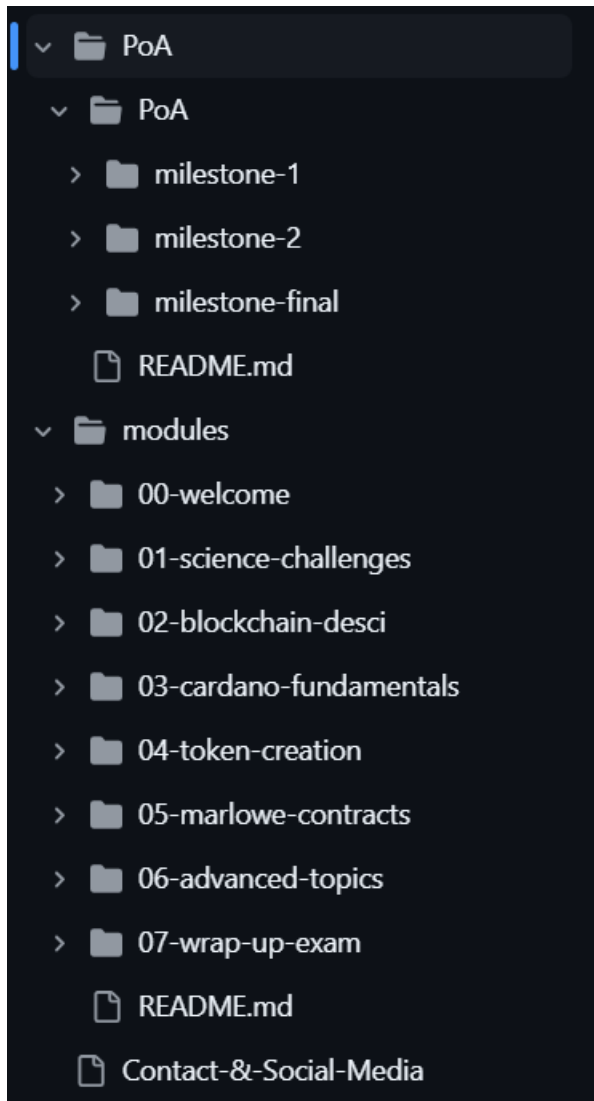 PoA
PoA
milestone-1
milestone-2
milestone-final
README.md
modules
00-welcome
01-science-challenges
02-blockchain-desci
03-cardano-fundamentals
04-token-creation
05-marlowe-contracts
06-advanced-topics
07-wrap-up-exam
README.md
Contact-&-Social-Media